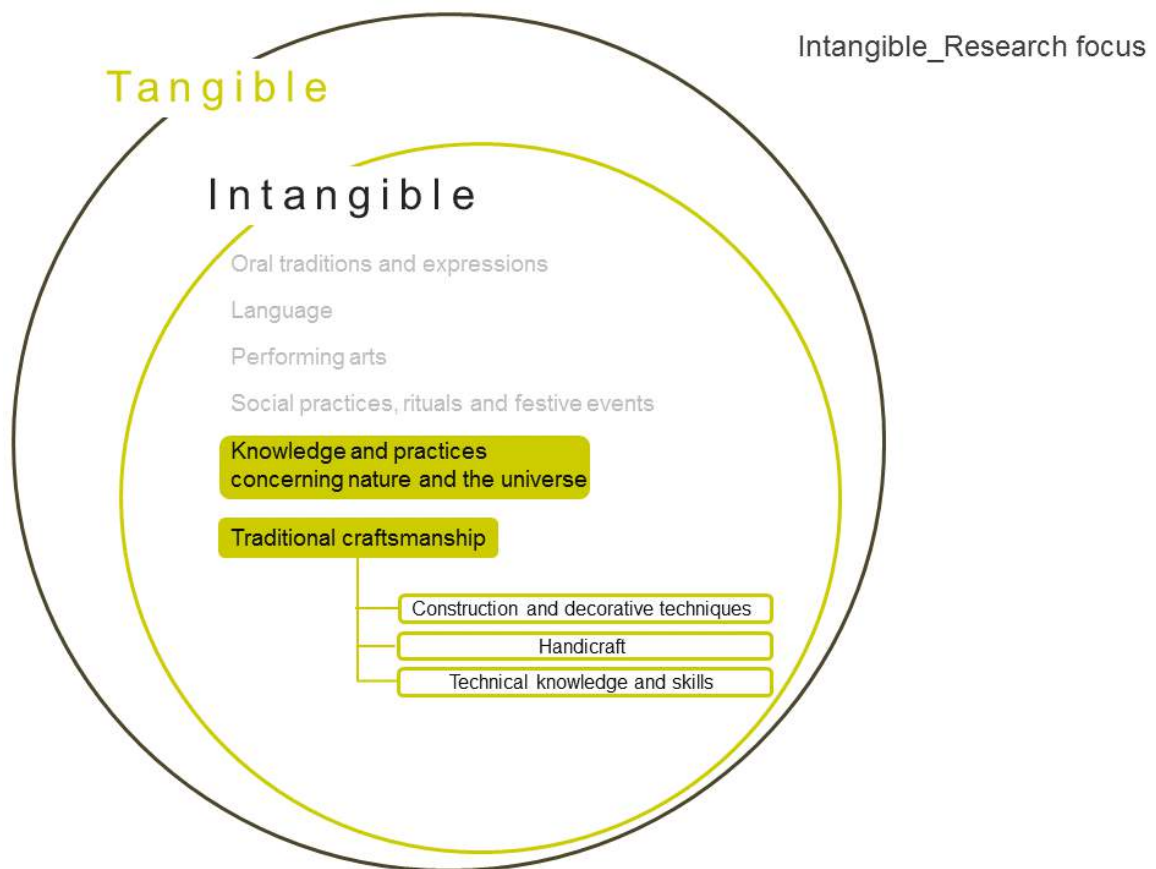 Intangible_Research focus
Tangible
Intangible
Oral traditions and expressions
Language
Performing arts
Social practices, rituals and festive events
Knowledge and practices
concerning nature and the universe
Traditional craftsmanship
Construction and decorative techniques
Handicraft
Technical knowledge and skills